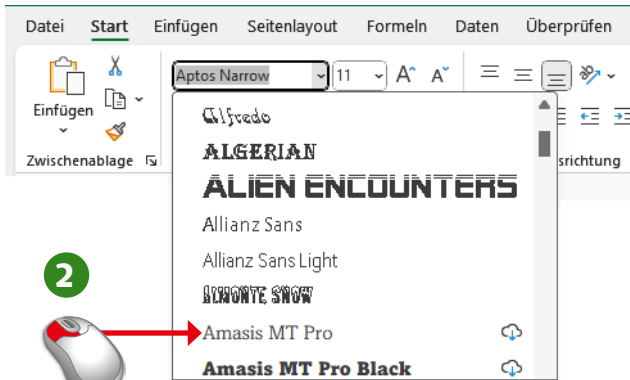 Datei Start Einfügen Seitenlayout Formeln Daten Überprüfen
Aptos Narrow 11 A A
Einfügen
Zwischenablage
srichtung
Alfredo
ALGERIAN
ALIEN ENCOUNTERS
Allianz Sans
Allianz Sans Light
ALMONTE SNOW
Amasis MT Pro
Amasis MT Pro Black
2